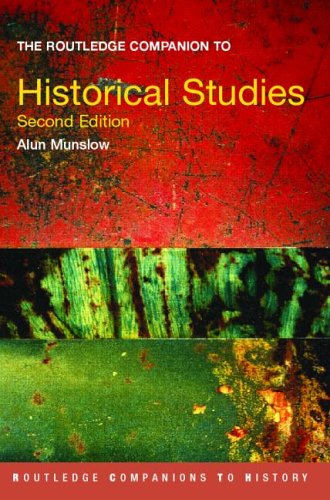 THE ROUTLEDGE COMPANION TO
Historical Studies
Second Edition
Alun Munslow
ROUTLEDGE COMPANIONS TO HISTORY